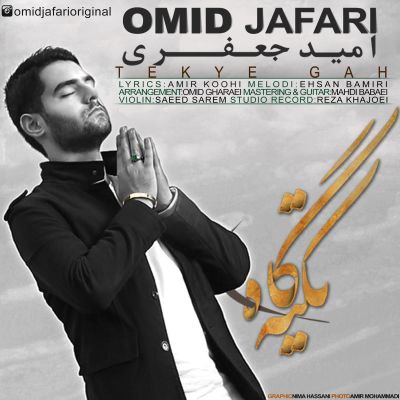 omidjafarioriginal
OMID JAFARI
امید جعفری
TEKYE GAH
LYRICS:AMIR KOOHI MELODI:EHSAN BAMIRI
ARRANGEMENT:OMID GHARAEI MASTERING & GUITAR:MAHDI BABAEI
VIOLIN:SAEED SAREM STUDIO RECORD:REZA KHAJOEI
تکیه گاه
GRAPHIC:NIMA HASSANI PHOTO:AMIR MOHAMMADI